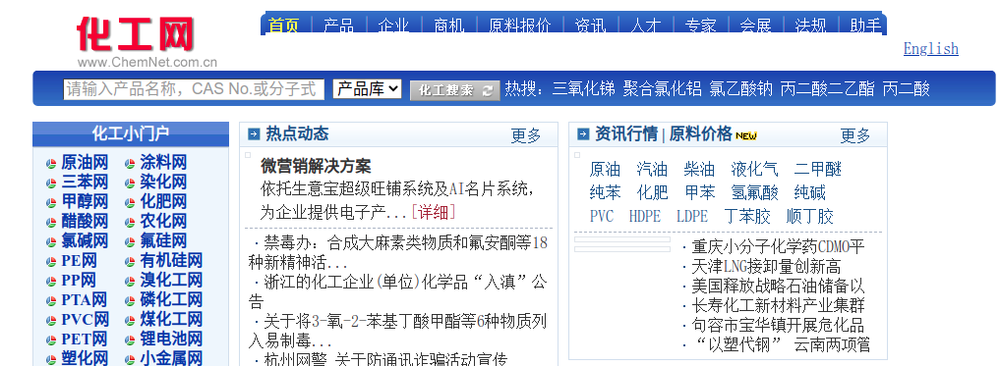 化工网
www.ChemNet.com.cn
首页 产品 企业 商机 原料报价 资讯 人才 专家 会展 法规 助手
English
请输入产品名称，CAS No.或分子式 产品库 化工搜索 热搜：三氧化锑 聚合氯化铝 氯乙酸钠 丙二酸二乙酯 丙二酸
化工小门户
原油网 涂料网
三苯网 染化网
甲醇网 化肥网
醋酸网 农化网
氯碱网 氟硅网
PE网 有机硅网
PP网 溴化工网
PTA网 磷化工网
PVC网 煤化工网
PET网 锂电池网
塑化网 小金属网
热点动态 更多
微营销解决方案
依托生意宝超级旺铺系统及AI名片系统，
为企业提供电子产...[详细]
· 禁毒办：合成大麻素类物质和氟安酮等18
种新精神活...
· 浙江的化工企业(单位)化学品“入滇”公
告
· 关于将3-氧-2-苯基丁酸甲酯等6种物质列
入易制毒...
· 杭州网警 关于防通讯诈骗活动宣传
资讯行情 | 原料价格 NEW 更多
原油 汽油 柴油 液化气 二甲醚
纯苯 化肥 甲苯 氢氟酸 纯碱
PVC HDPE LDPE 丁苯胶 顺丁胶
· 重庆小分子化学药CDMO平
· 天津LNG接卸量创新高
· 美国释放战略石油储备以
· 长寿化工新材料产业集群
· 句容市宝华镇开展危化品
· “以塑代钢” 云南两项管